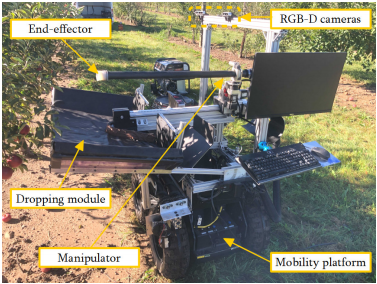 End-effector
RGB-D cameras
Dropping module
Manipulator
Mobility platform